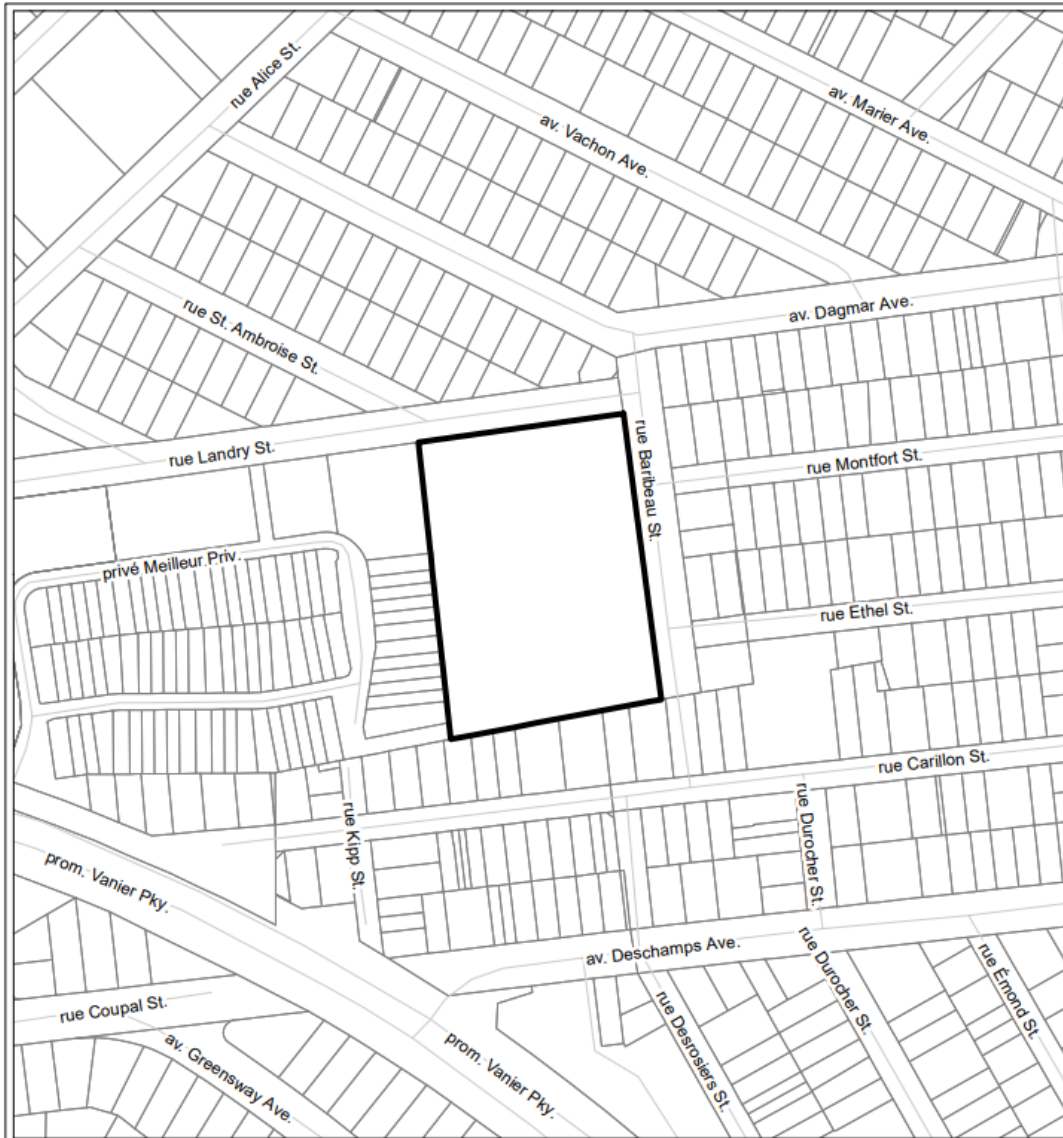 rue Alice St.
av. Marier Ave.
av. Vachon Ave.
av. Dagmar Ave.
rue St. Ambroise St.
rue Landry St.
rue Baribeau St.
rue Montfort St.
privé Meilleur Priv.
rue Ethel St.
rue Carillon St.
rue Kipp St.
rue Durocher St.
prom. Vanier Pky.
av. Deschamps Ave.
rue Durocher St.
rue Émond St.
rue Coupal St.
rue Desrosiers St.
av. Greensway Ave.
prom. Vanier Pky.